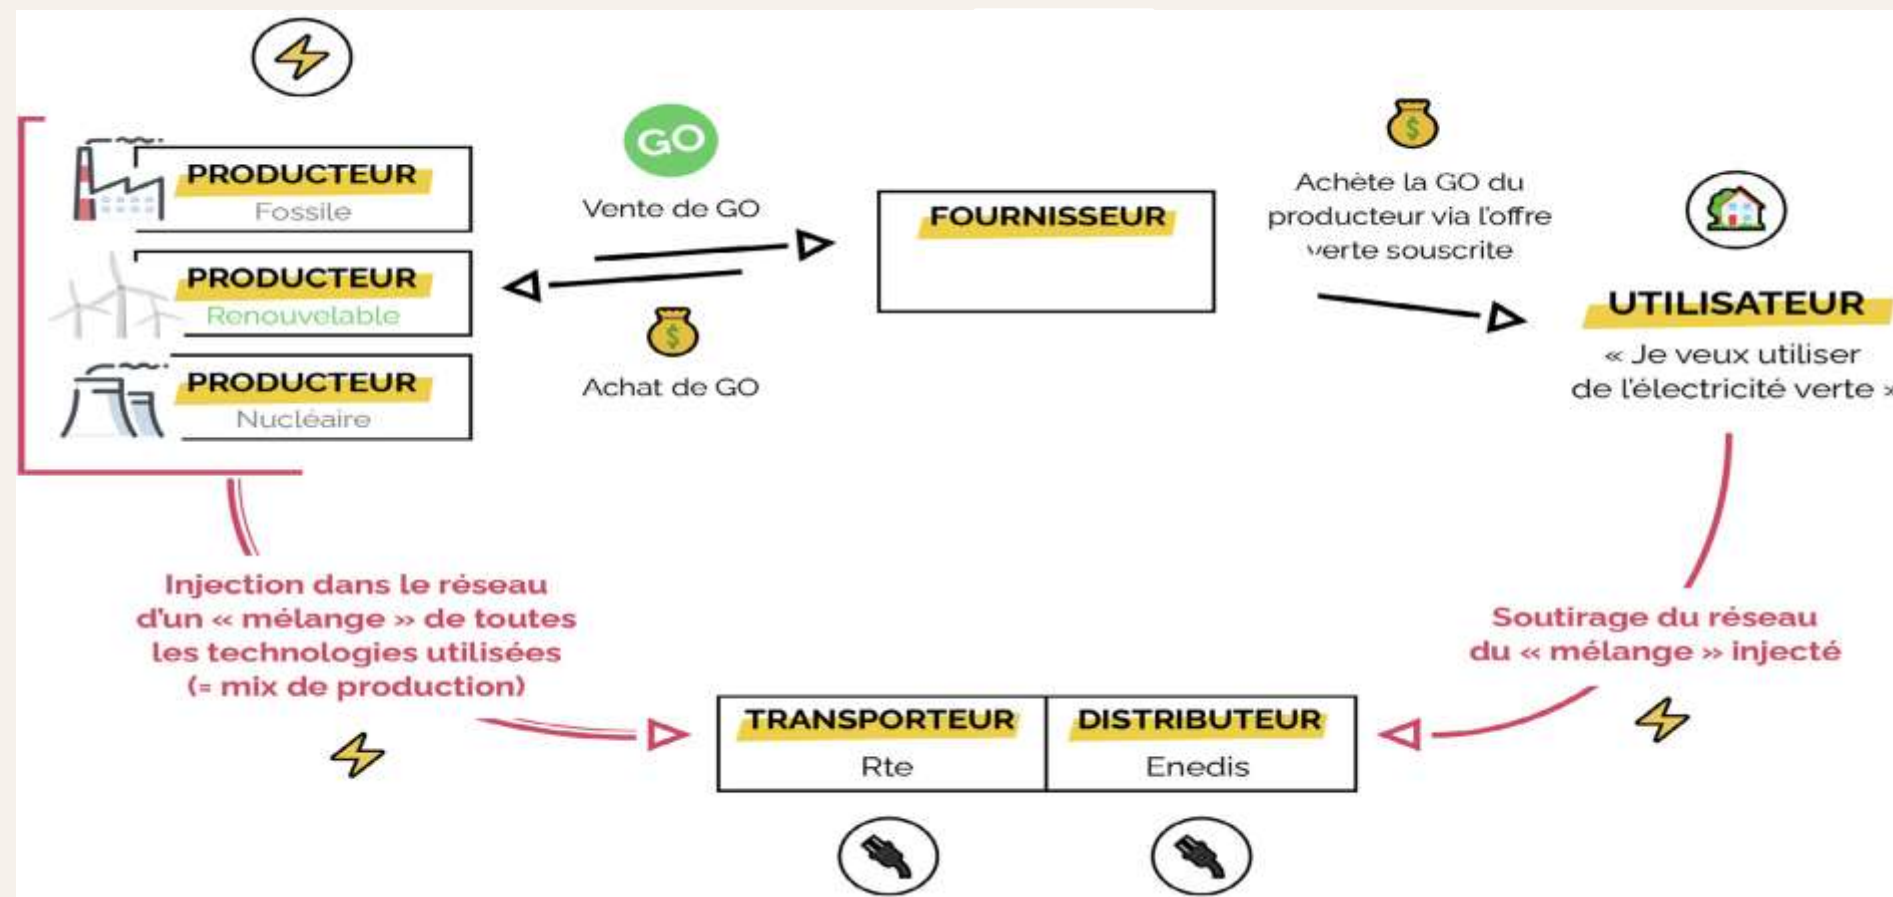 PRODUCTEUR
Fossile
PRODUCTEUR
Renouvelable
PRODUCTEUR
Nucléaire
GO
Vente de GO
$
Achat de GO
FOURNISSEUR
$
Achète la GO du
producteur via l'offre
verte souscrite
UTILISATEUR
« Je veux utiliser
de l'électricité verte »
Injection dans le réseau
d'un « mélange » de toutes
les technologies utilisées
(= mix de production)
Soutirage du réseau
du « mélange » injecté
TRANSPORTEUR
Rte
DISTRIBUTEUR
Enedis